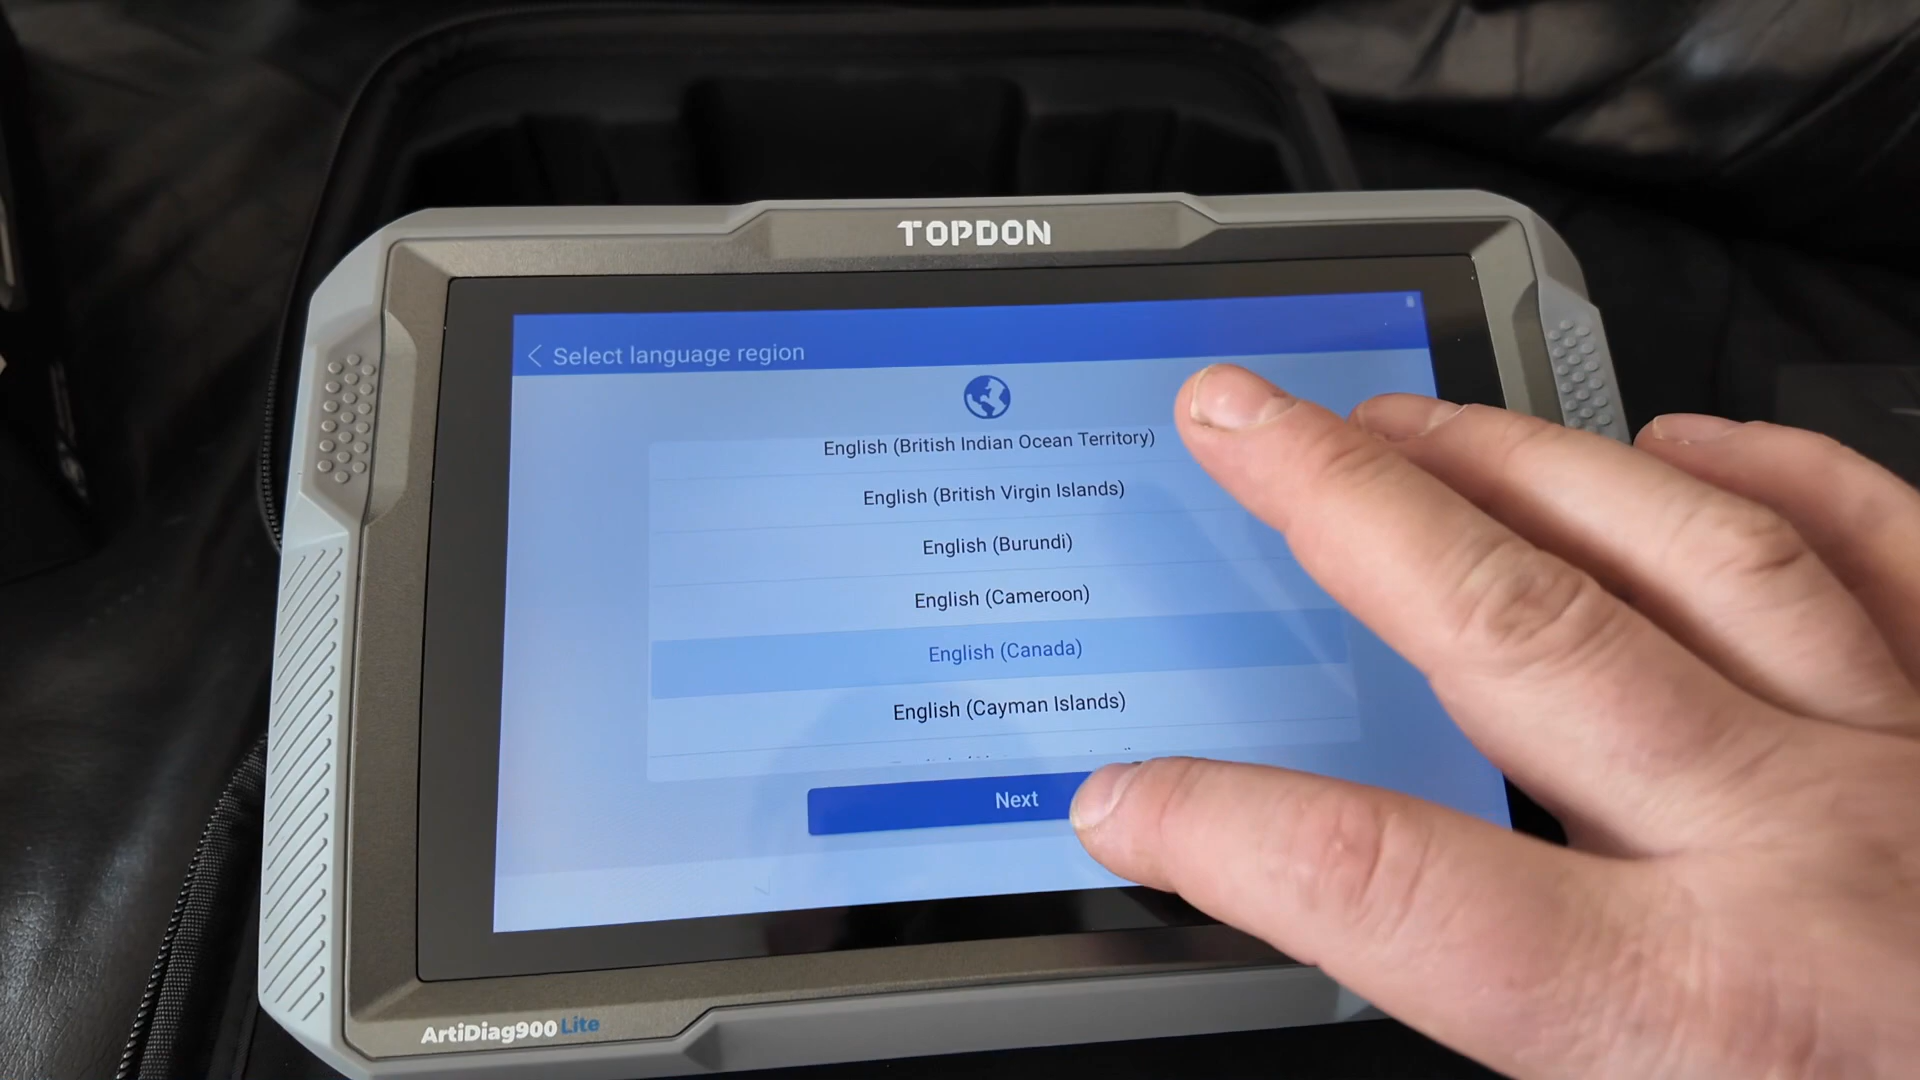 TOPDON
Select language region
English (British Indian Ocean Territory)
English (British Virgin Islands)
English (Burundi)
English (Cameroon)
English (Canada)
English (Cayman Islands)
Next
ArtiDiag900 Lite